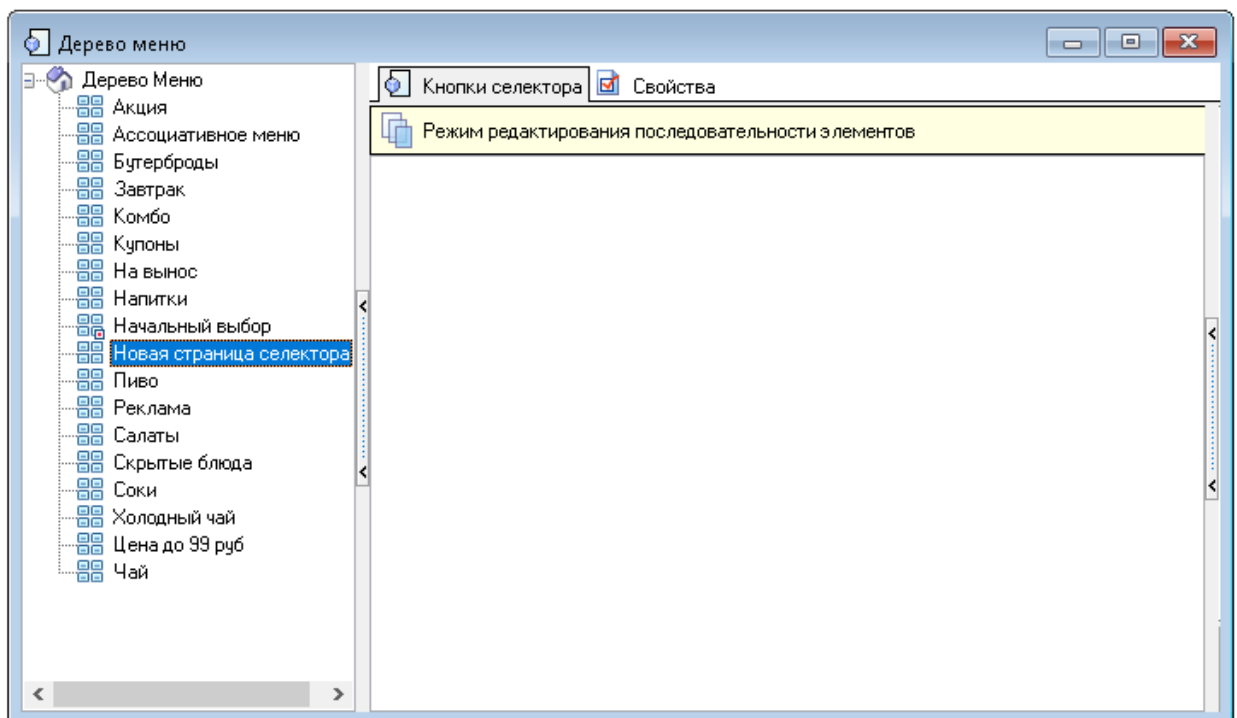 Дерево меню
Дерево Меню
Акция
Ассоциативное меню
Бутерброды
Завтрак
Комбо
Купоны
На вынос
Напитки
Начальный выбор
Новая страница селектора
Пиво
Реклама
Салаты
Скрытые блюда
Соки
Холодный чай
Цена до 99 руб
Чай
Кнопки селектора Свойства
Режим редактирования последовательности элементов